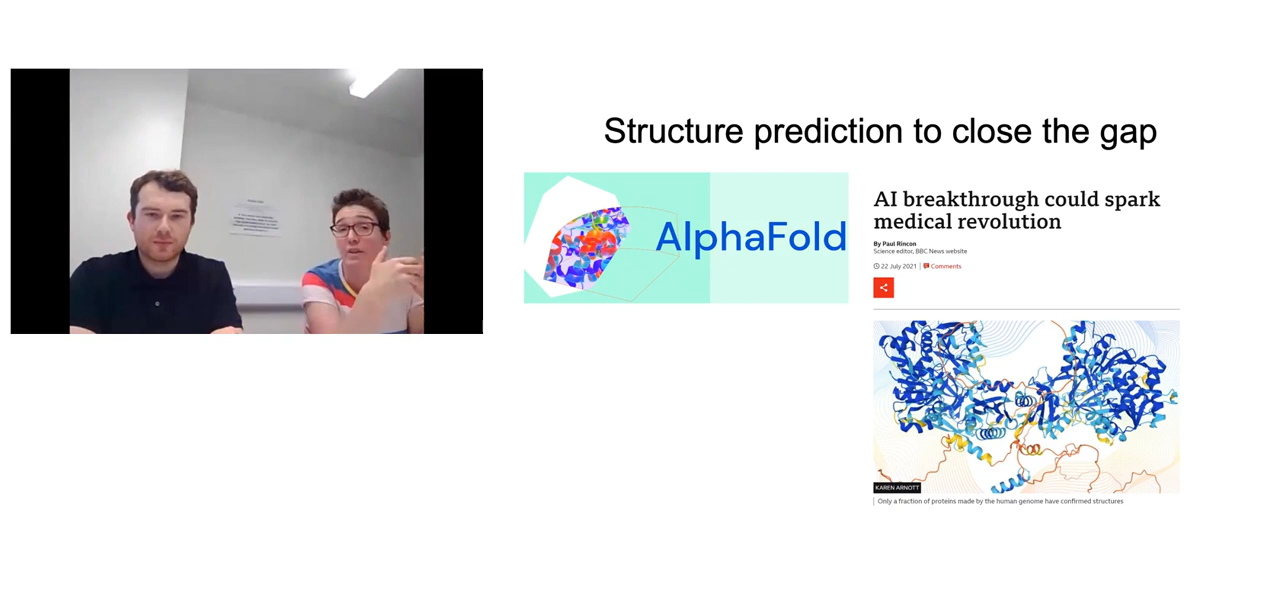 Structure prediction to close the gap
AlphaFold
AI breakthrough could spark
medical revolution
By Paul Rincon
Science editor, BBC News website
22 July 2021 | Comments
KAREN ARNOTT
Only a fraction of proteins made by the human genome have confirmed structures